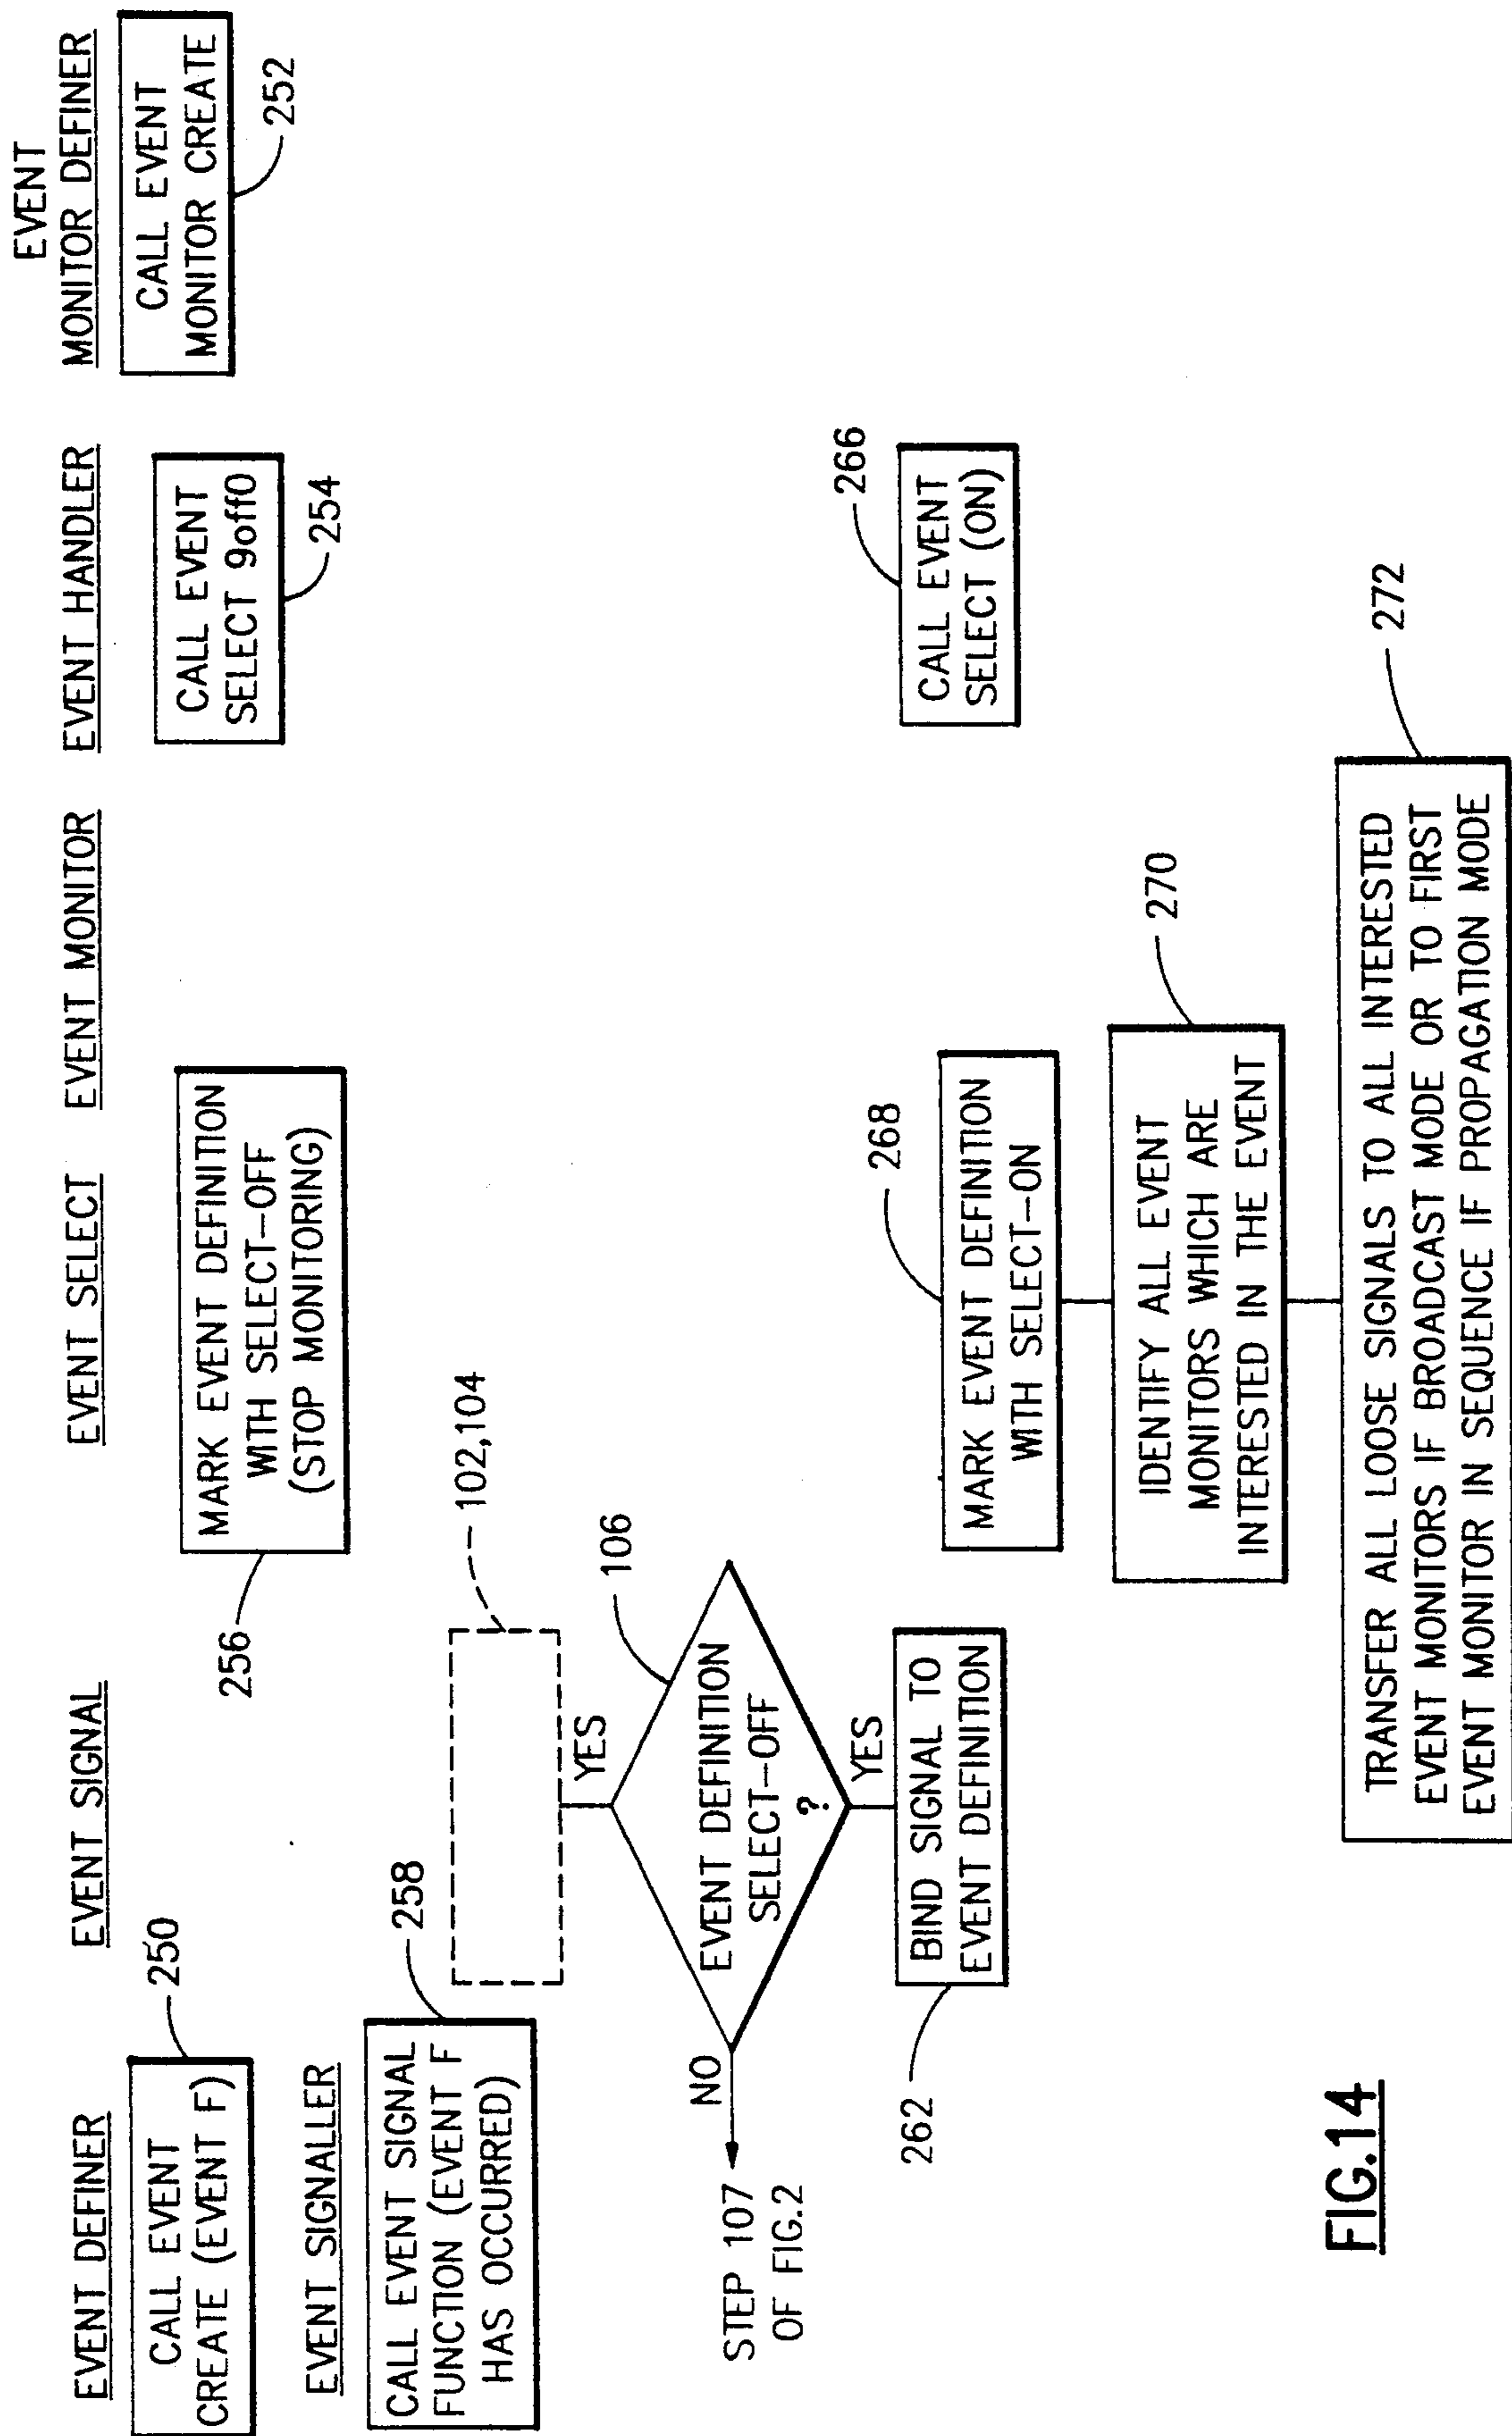 EVENT DEFINER
CALL EVENT
CREATE (EVENT F)
250
EVENT SIGNALLER
CALL EVENT SIGNAL
FUNCTION (EVENT F
HAS OCCURRED)
258
EVENT SIGNAL
102,104
YES
106
EVENT DEFINITION
SELECT-OFF
?
NO
STEP 107
OF FIG.2
YES
BIND SIGNAL TO
EVENT DEFINITION
262
EVENT SELECT
MARK EVENT DEFINITION
WITH SELECT-OFF
(STOP MONITORING)
256
268
MARK EVENT DEFINITION
WITH SELECT-ON
IDENTIFY ALL EVENT
MONITORS WHICH ARE
INTERESTED IN THE EVENT
270
TRANSFER ALL LOOSE SIGNALS TO ALL INTERESTED
EVENT MONITORS IF BROADCAST MODE OR TO FIRST
EVENT MONITOR IN SEQUENCE IF PROPAGATION MODE
272
EVENT MONITOR
EVENT HANDLER
CALL EVENT
SELECT 9off0
254
CALL EVENT
SELECT (ON)
266
EVENT
MONITOR DEFINER
CALL EVENT
MONITOR CREATE
252
FIG.14